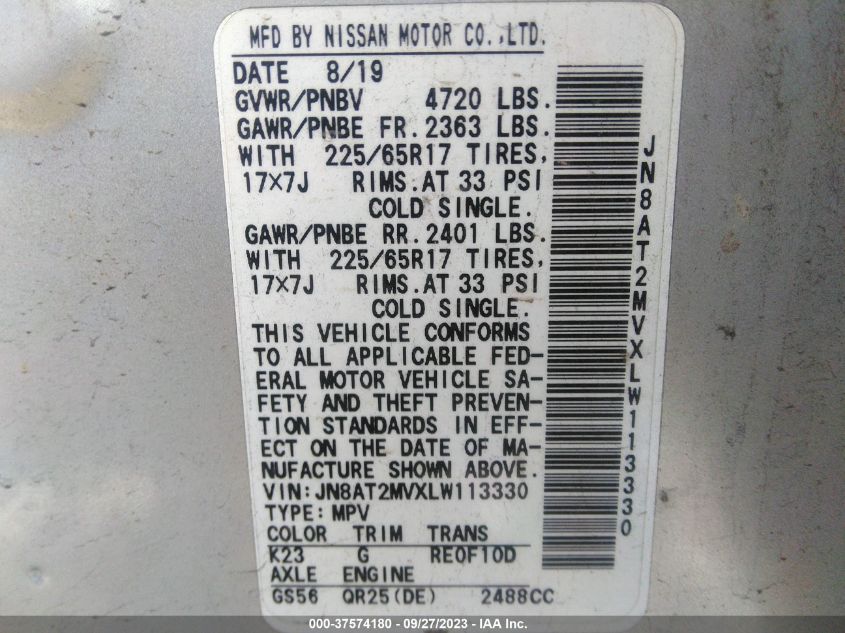 MFD BY NISSAN MOTOR CO.,LTD.
DATE 8/19
GVWR/PNBV 4720 LBS.
GAWR/PNBE FR. 2363 LBS.
WITH 225/65R17 TIRES,
17×7J RIMS. AT 33 PSI
COLD SINGLE.
GAWR/PNBE RR. 2401 LBS.
WITH 225/65R17 TIRES,
17×7J RIMS. AT 33 PSI
COLD SINGLE.
THIS VEHICLE CONFORMS
TO ALL APPLICABLE FED-
ERAL MOTOR VEHICLE SA-
FETY AND THEFT PREVEN-
TION STANDARDS IN EFF-
ECT ON THE DATE OF MA-
NUFACTURE SHOWN ABOVE.
VIN:JN8AT2MVXLW113330
TYPE:MPV
COLOR TRIM TRANS
K23 G RE0F10D
AXLE ENGINE
GS56 QR25(DE) 2488CC
JN8AT2MVXLW113330
000-37574180 - 09/27/2023 - IAA Inc.